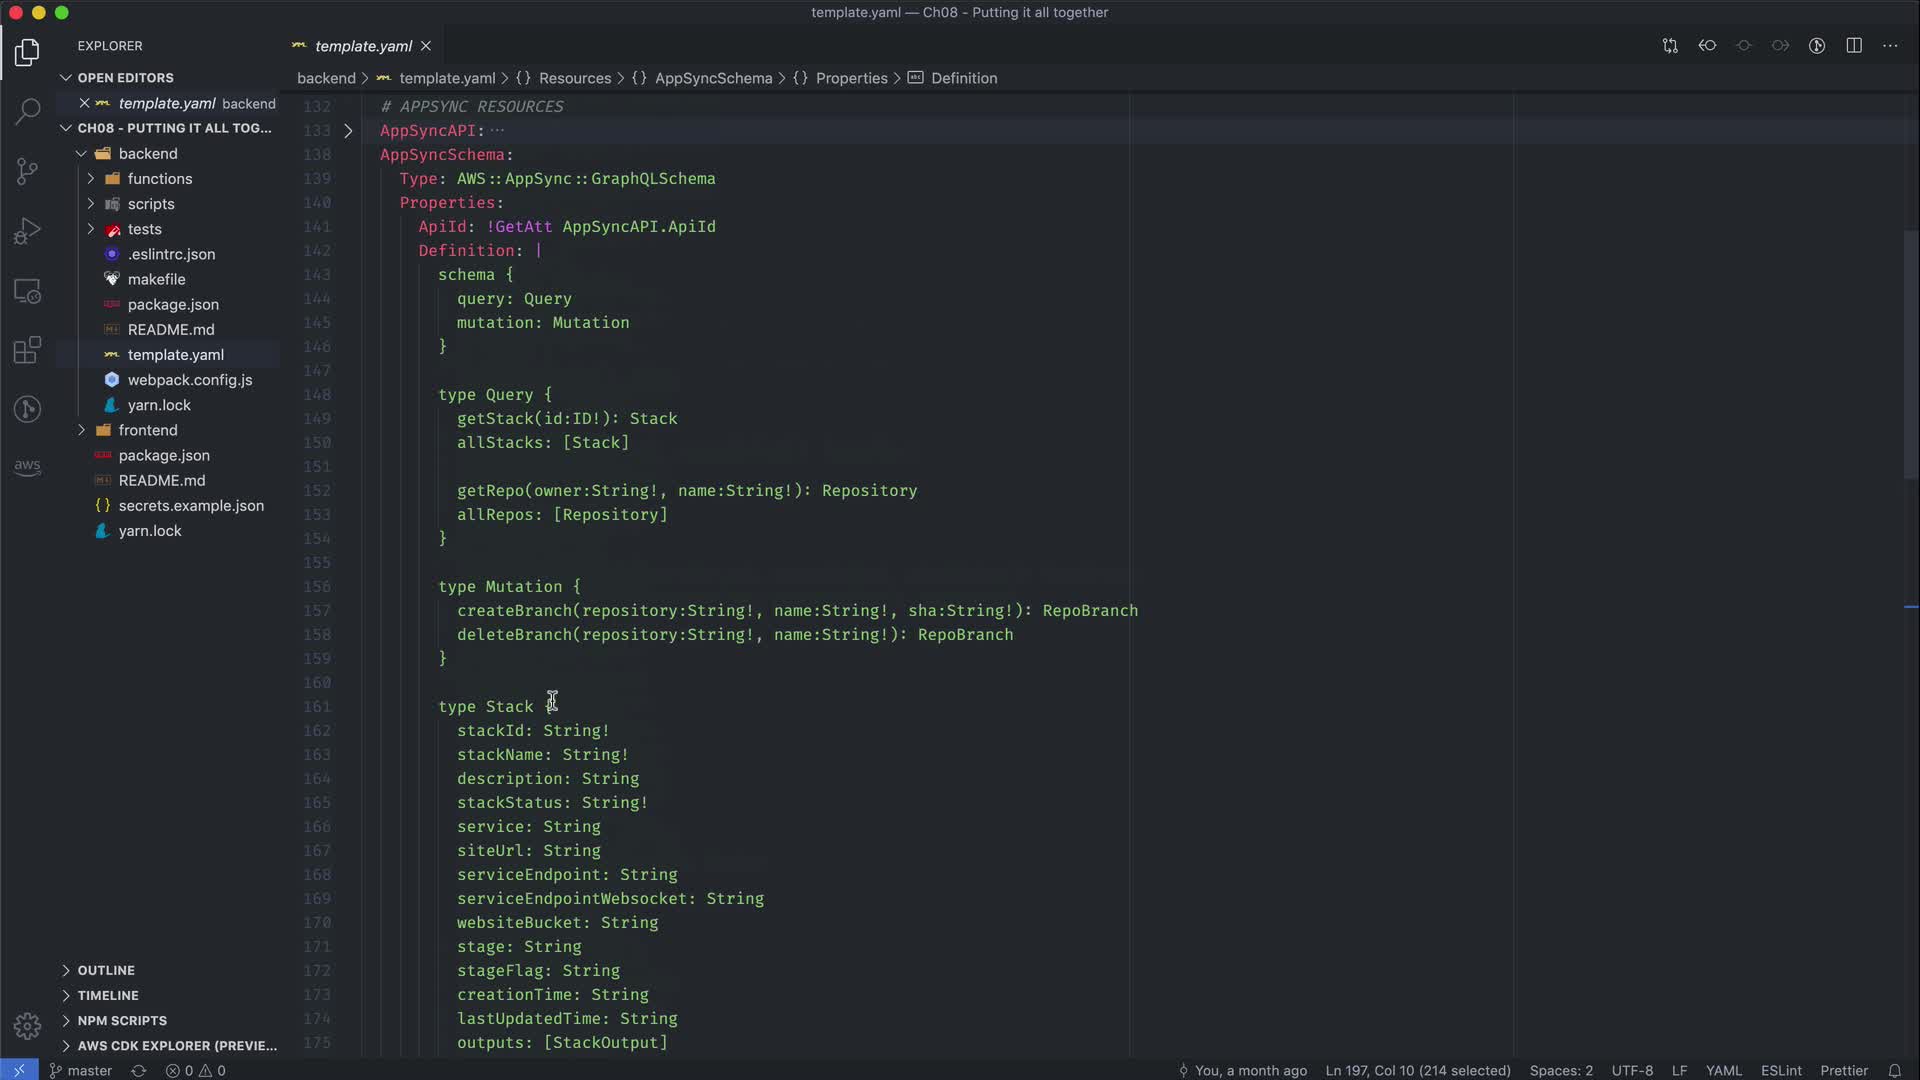 template.yaml — Ch08 - Putting it all together
EXPLORER
template.yaml
OPEN EDITORS
template.yaml backend
CH08 - PUTTING IT ALL TOG...
backend
functions
scripts
tests
.eslintrc.json
makefile
package.json
README.md
template.yaml
webpack.config.js
yarn.lock
frontend
package.json
README.md
{} secrets.example.json
yarn.lock
aws
OUTLINE
TIMELINE
NPM SCRIPTS
AWS CDK EXPLORER (PREVIE...
backend > template.yaml > {} Resources > {} AppSyncSchema > {} Properties > Definition
132 # APPSYNC RESOURCES
133 AppSyncAPI: ...
138 AppSyncSchema:
139 Type: AWS::AppSync::GraphQLSchema
140 Properties:
141 ApiId: !GetAtt AppSyncAPI.ApiId
142 Definition: |
143 schema {
144 query: Query
145 mutation: Mutation
146 }
147
148 type Query {
149 getStack(id:ID!): Stack
150 allStacks: [Stack]
151
152 getRepo(owner:String!, name:String!): Repository
153 allRepos: [Repository]
154 }
155
156 type Mutation {
157 createBranch(repository:String!, name:String!, sha:String!): RepoBranch
158 deleteBranch(repository:String!, name:String!): RepoBranch
159 }
160
161 type Stack {
162 stackId: String!
163 stackName: String!
164 description: String
165 stackStatus: String!
166 service: String
167 siteUrl: String
168 serviceEndpoint: String
169 serviceEndpointWebsocket: String
170 websiteBucket: String
171 stage: String
172 stageFlag: String
173 creationTime: String
174 lastUpdatedTime: String
175 outputs: [StackOutput]
master 0 0 You, a month ago Ln 197, Col 10 (214 selected) Spaces: 2 UTF-8 LF YAML ESLint Prettier